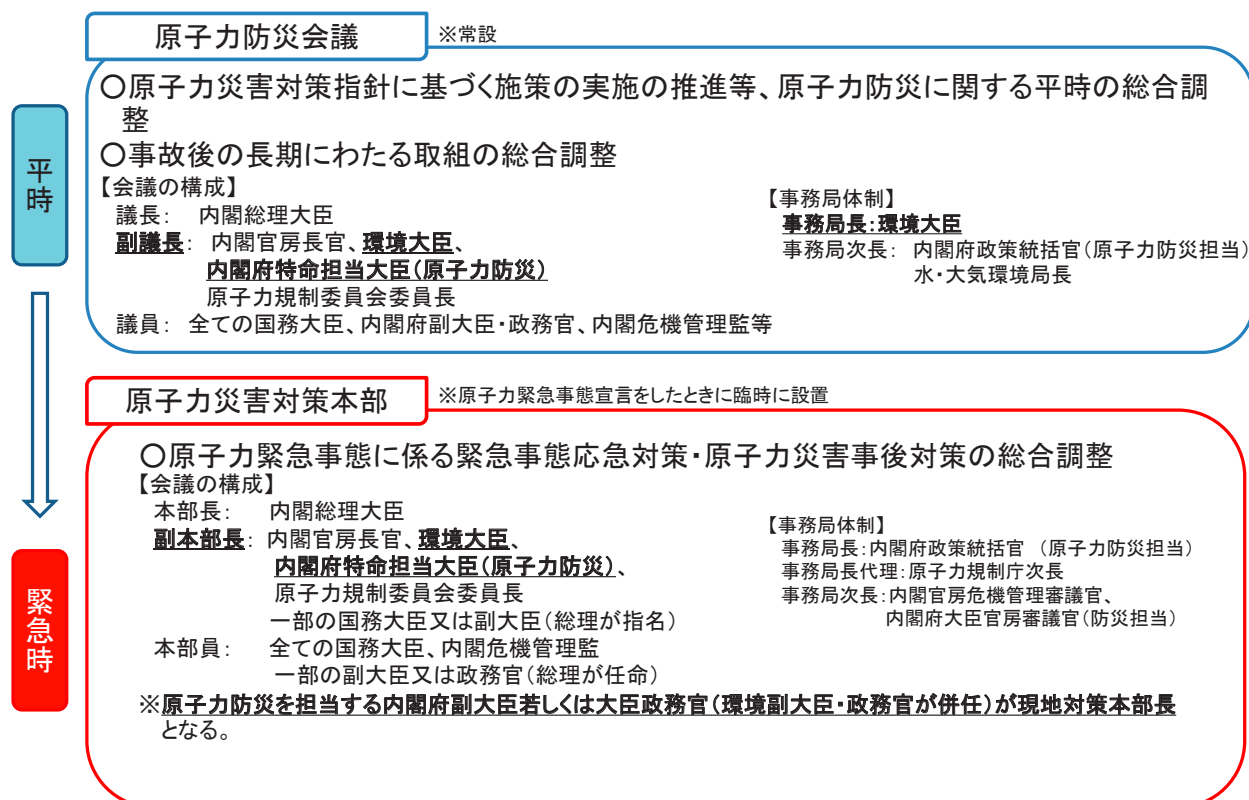 原子力防災会議
※常設
〇原子力災害対策指針に基づく施策の実施の推進等、原子力防災に関する平時の総合調
整
〇事故後の長期にわたる取組の総合調整
【会議の構成】
議長： 内閣総理大臣
副議長： 内閣官房長官、環境大臣、
内閣府特命担当大臣（原子力防災）
原子力規制委員会委員長
議員： 全ての国務大臣、内閣府副大臣・政務官、内閣危機管理監等
【事務局体制】
事務局長：環境大臣
事務局次長： 内閣府政策統括官（原子力防災担当）
水・大気環境局長
平時
原子力災害対策本部
※原子力緊急事態宣言をしたときに臨時に設置
〇原子力緊急事態に係る緊急事態応急対策・原子力災害事後対策の総合調整
【会議の構成】
本部長： 内閣総理大臣
副本部長： 内閣官房長官、環境大臣、
内閣府特命担当大臣（原子力防災）、
原子力規制委員会委員長
一部の国務大臣又は副大臣（総理が指名）
本部員： 全ての国務大臣、内閣危機管理監
一部の副大臣又は政務官（総理が任命）
【事務局体制】
事務局長：内閣府政策統括官 （原子力防災担当）
事務局長代理：原子力規制庁次長
事務局次長：内閣官房危機管理審議官、
内閣府大臣官房審議官（防災担当）
※原子力防災を担当する内閣府副大臣若しくは大臣政務官（環境副大臣・政務官が併任）が現地対策本部長
となる。
緊急時